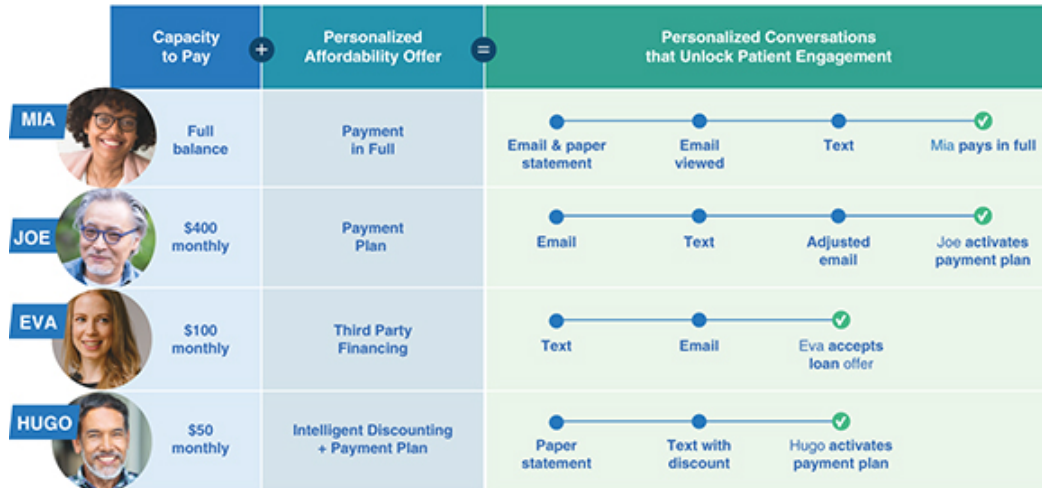 Capacity
to Pay
+
Personalized
Affordability Offer
=
Personalized Conversations
that Unlock Patient Engagement
MIA
Full
balance
Payment
in Full
Email & paper
statement
Email
viewed
Text
Mia pays in full
JOE
$400
monthly
Payment
Plan
Email
Text
Adjusted
email
Joe activates
payment plan
EVA
$100
monthly
Third Party
Financing
Text
Email
Eva accepts
loan offer
HUGO
$50
monthly
Intelligent Discounting
+ Payment Plan
Paper
statement
Text with
discount
Hugo activates
payment plan